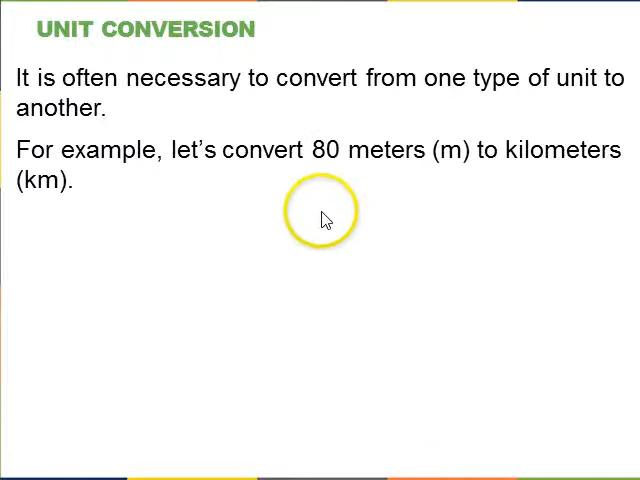 UNIT CONVERSION
It is often necessary to convert from one type of unit to
another.
For example, let’s convert 80 meters (m) to kilometers
(km).